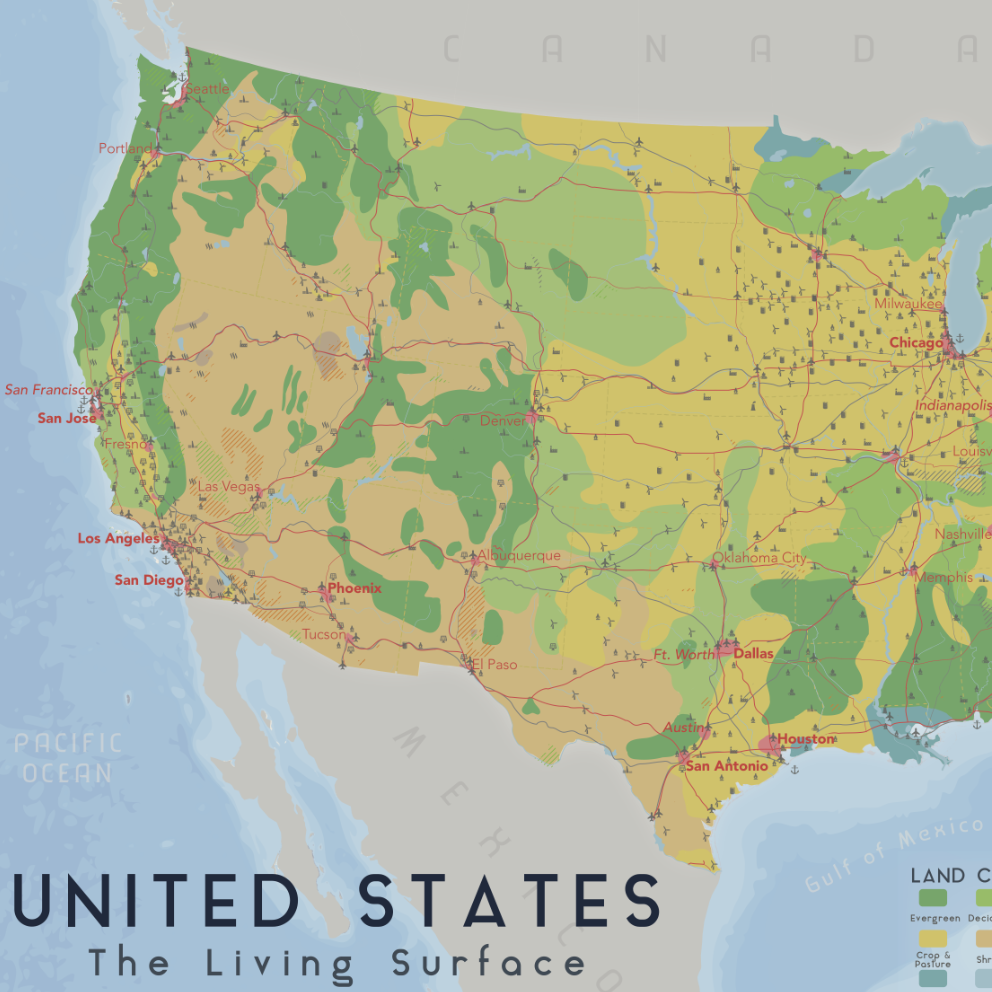 CANADA
Seattle
Portland
Milwaukee
Chicago
San Francisco
San Jose
Indianapolis
Denver
Fresno
Louisv
Las Vegas
Los Angeles
Nashville
Albuquerque
Oklahoma City
San Diego
Phoenix
Memphis
Tucson
Ft. Worth
Dallas
El Paso
Austin
Houston
PACIFIC
OCEAN
San Antonio
MEXICO
Gulf of Mexico
UNITED STATES
The Living Surface
LAND C
Evergreen Decid
Crop &
Pasture
Shr